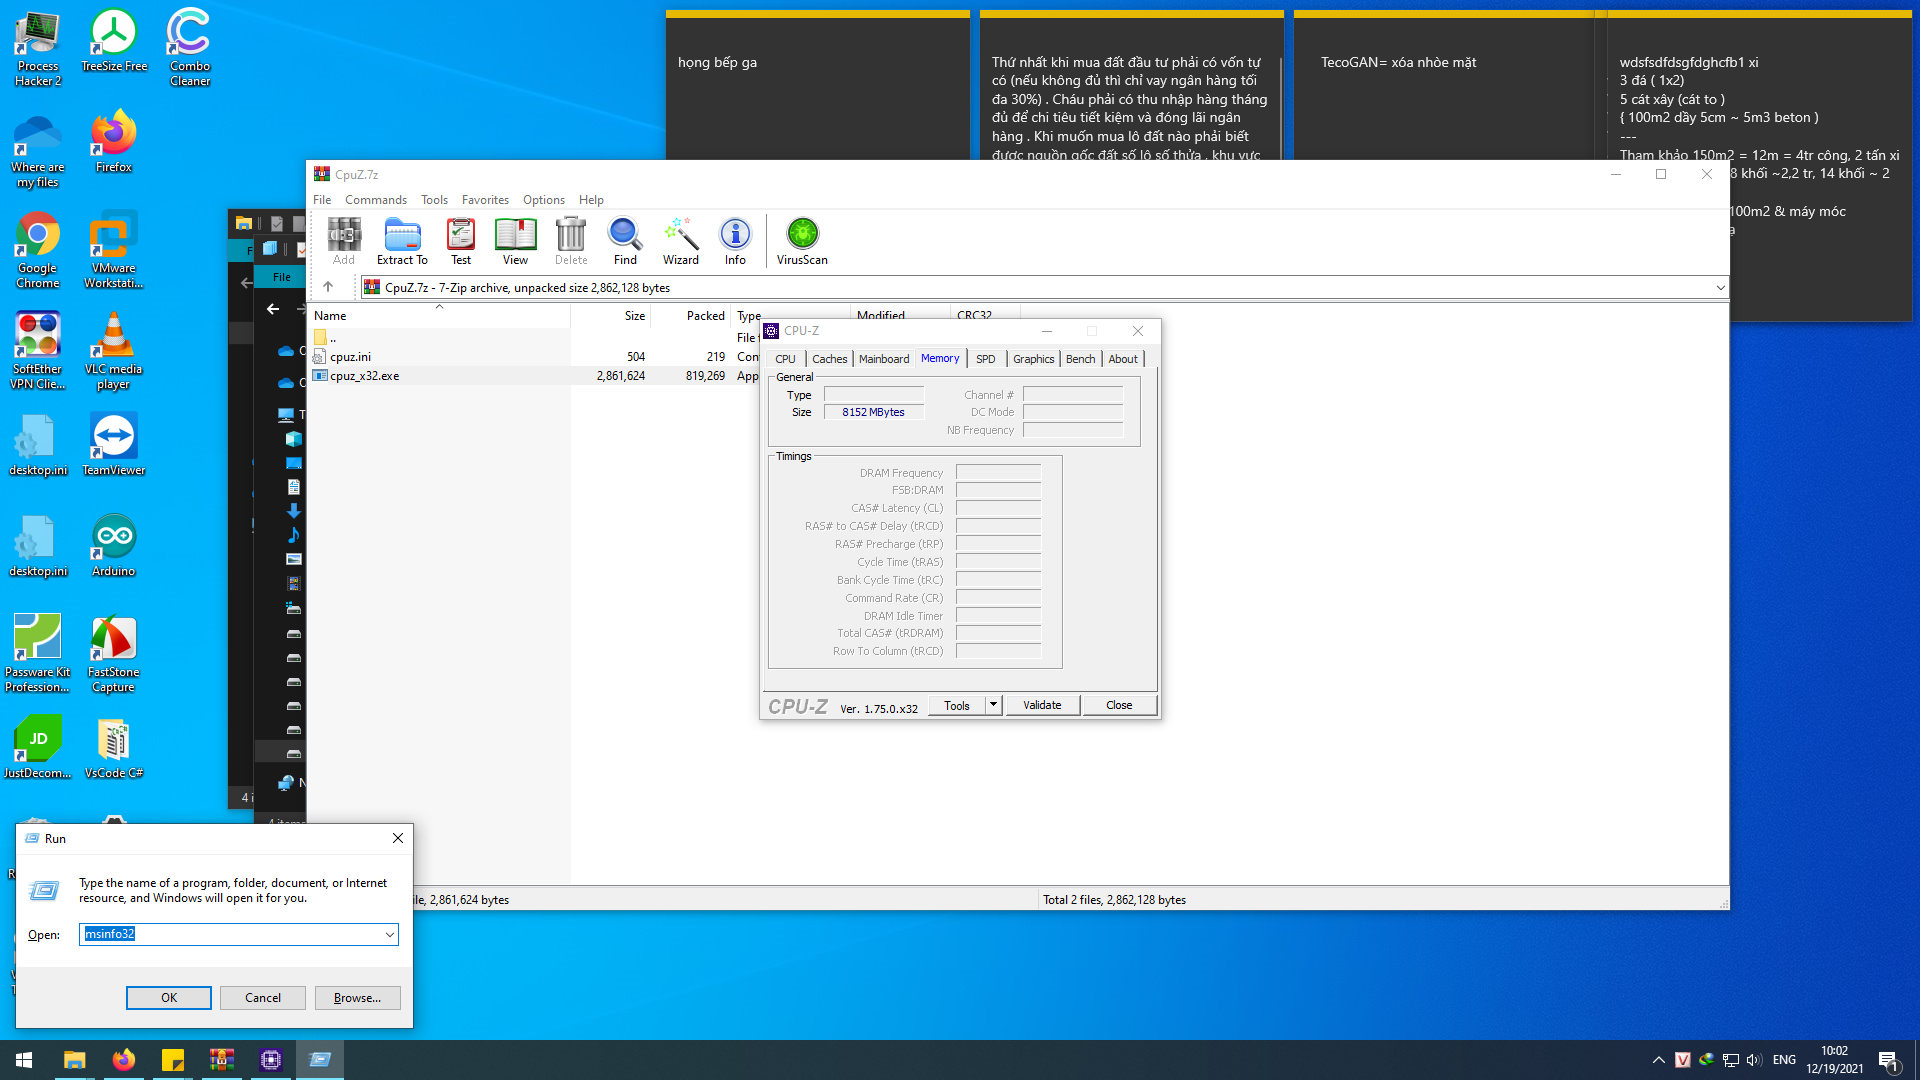 Process
Hacker 2
TreeSize Free
Combo
Cleaner
Where are
my files
Firefox
Google
Chrome
VMware
Workstati...
SoftEther
VPN Clie...
VLC media
player
desktop.ini
TeamViewer
desktop.ini
Arduino
Passware Kit
Profession...
FastStone
Capture
JustDecom...
VsCode C#
họng bếp ga
Thứ nhất khi mua đất đầu tư phải có vốn tự
có (nếu không đủ thì chỉ vay ngân hàng tối
đa 30%) . Cháu phải có thu nhập hàng tháng
đủ để chi tiêu tiết kiệm và đóng lãi ngân
hàng . Khi muốn mua lô đất nào phải biết
được nguồn gốc đất số lô số thửa , khu vực
TecoGAN= xóa nhòe mặt
wdsfsdfdsgfdghcfb1 xi
3 đá ( 1x2)
5 cát xây (cát to )
{ 100m2 dầy 5cm ~ 5m3 beton )
---
Tham khảo 150m2 = 12m = 4tr công, 2 tấn xi
8 khối ~2,2 tr, 14 khối ~ 2
100m2 & máy móc
File
4 items
CpuZ.7z
File Commands Tools Favorites Options Help
Add Extract To Test View Delete Find Wizard Info VirusScan
CpuZ.7z - 7-Zip archive, unpacked size 2,862,128 bytes
Name Size Packed Type Modified CRC32
.. File f
cpuz.ini 504 219 Con
cpuz_x32.exe 2,861,624 819,269 App
ile, 2,861,624 bytes
Total 2 files, 2,862,128 bytes
CPU-Z
CPU Caches Mainboard Memory SPD Graphics Bench About
General
Type
Channel #
Size 8152 MBytes
DC Mode
NB Frequency
Timings
DRAM Frequency
FSB:DRAM
CAS# Latency (CL)
RAS# to CAS# Delay (tRCD)
RAS# Precharge (tRP)
Cycle Time (tRAS)
Bank Cycle Time (tRC)
Command Rate (CR)
DRAM Idle Timer
Total CAS# (tRDRAM)
Row To Column (tRCD)
CPU-Z Ver. 1.75.0.x32 Tools Validate Close
Run
Type the name of a program, folder, document, or Internet
resource, and Windows will open it for you.
Open: msinfo32
OK Cancel Browse...
ENG
10:02
12/19/2021
1